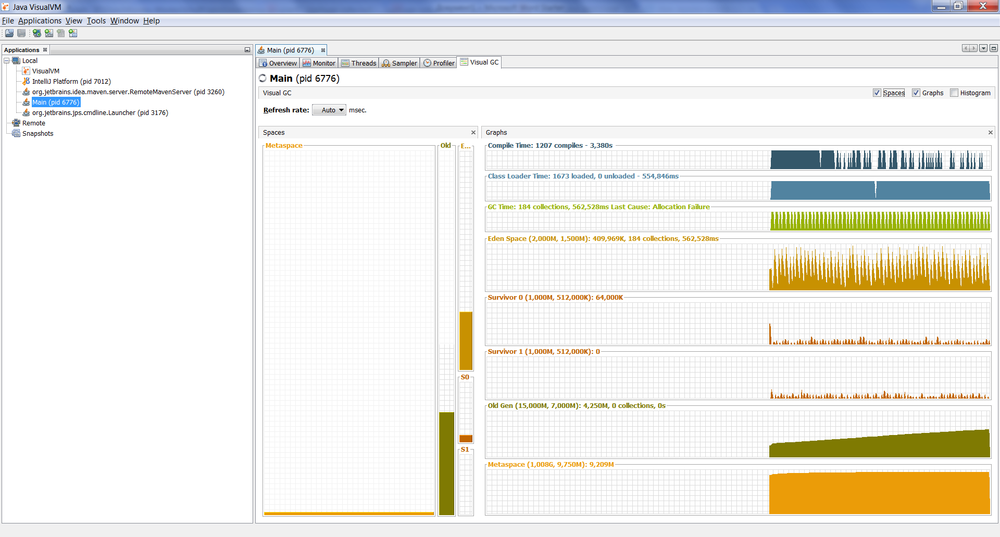 Java VisualVM
File Applications View Tools Window Help
Applications
Local
VisualVM
IntelliJ Platform (pid 7012)
org.jetbrains.idea.maven.server.RemoteMavenServer (pid 3260)
Main (pid 6776)
org.jetbrains.jps.cmdline.Launcher (pid 3176)
Remote
Snapshots
Main (pid 6776)
Overview Monitor Threads Sampler Profiler Visual GC
Main (pid 6776)
Visual GC
Spaces Graphs Histogram
Refresh rate: Auto msec.
Spaces
Metaspace
Old
E...
S0
S1
Graphs
Compile Time: 1207 compiles - 3,380s
Class Loader Time: 1673 loaded, 0 unloaded - 554,846ms
GC Time: 184 collections, 562,528ms Last Cause: Allocation Failure
Eden Space (2,000M, 1,500M): 409,969K, 184 collections, 562,528ms
Survivor 0 (1,000M, 512,000K): 64,000K
Survivor 1 (1,000M, 512,000K): 0
Old Gen (15,000M, 7,000M): 4,250M, 0 collections, 0s
Metaspace (1,008G, 9,750M): 9,209M